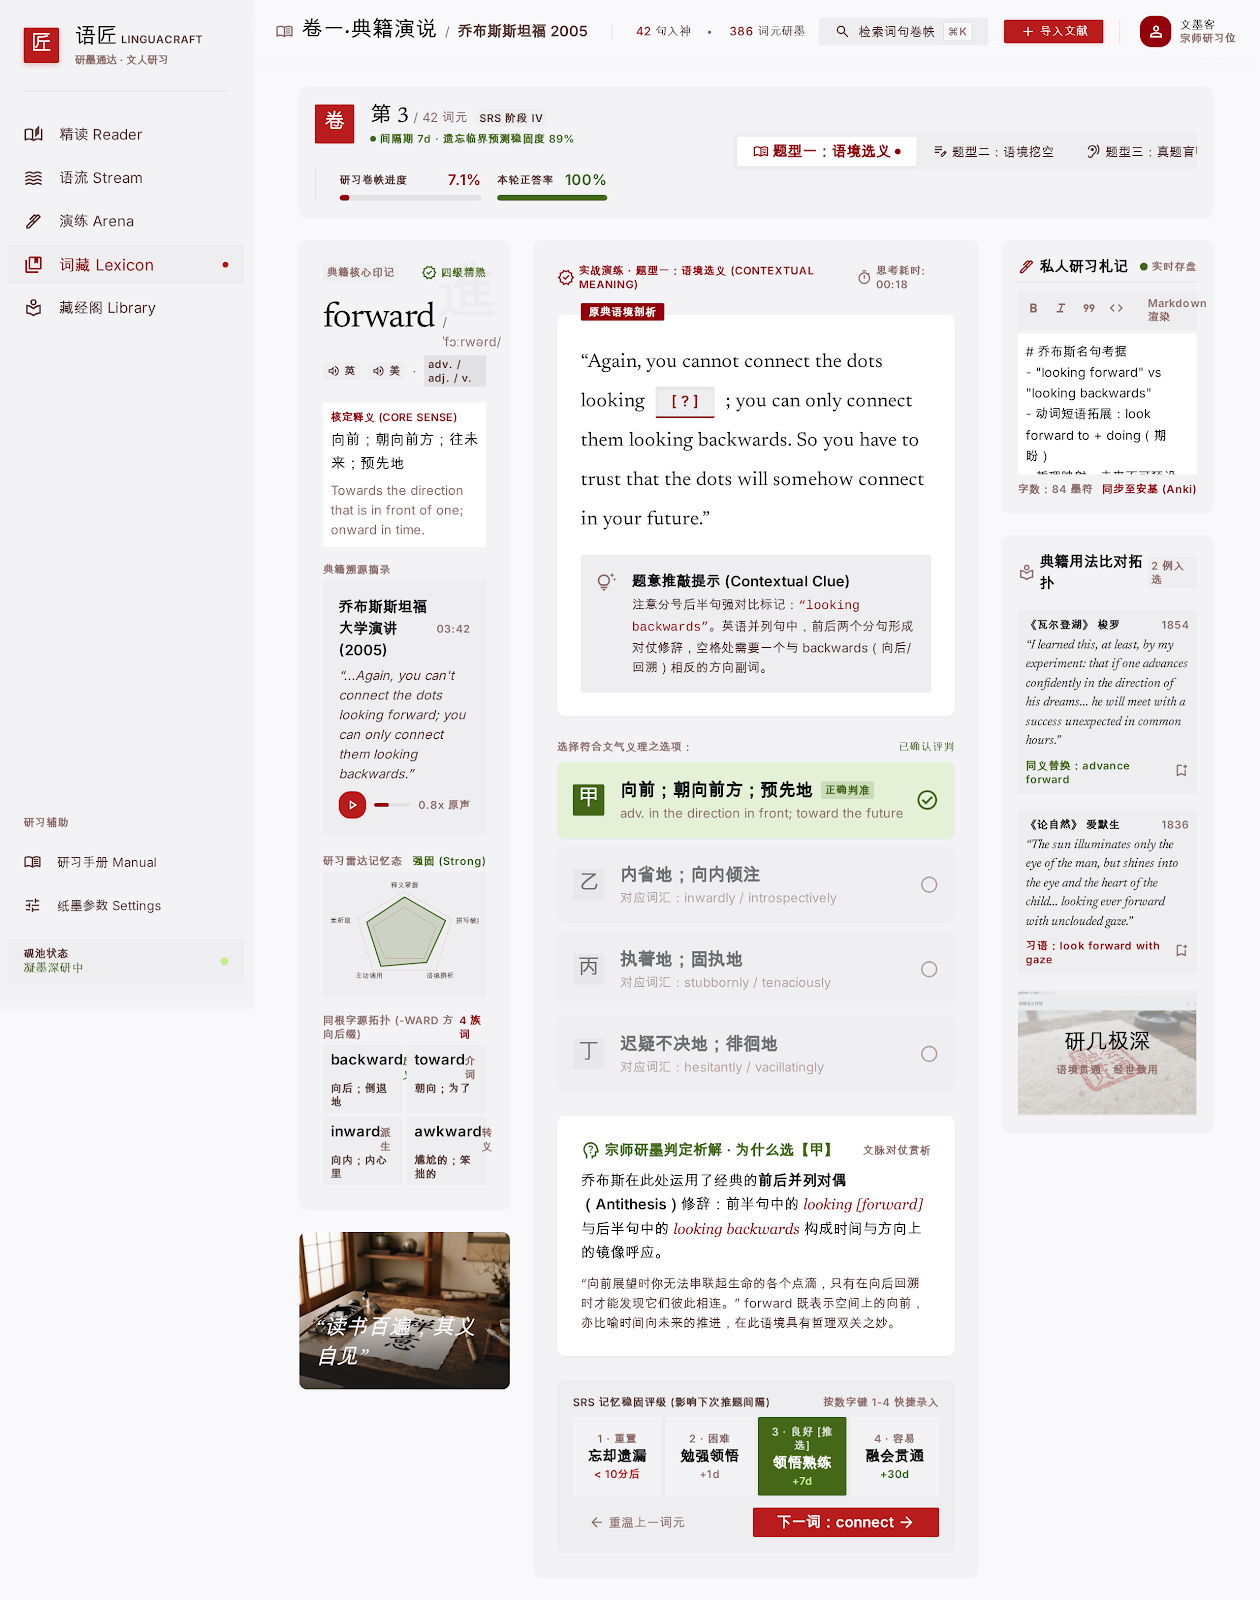 匠
语匠 LINGUACRAFT
研墨通达 · 文人研习
精读 Reader
语流 Stream
演练 Arena
词藏 Lexicon
藏经阁 Library
研习辅助
研习手册 Manual
纸墨参数 Settings
砚池状态
凝墨深研中
卷一·典籍演说 / 乔布斯斯坦福 2005
42 句入神 • 386 词元研墨
检索词句卷帙 ⌘K
导入文献
文墨客
宗师研习位
卷
第 3 / 42 词元 SRS 阶段 IV
间隔期 7d · 遗忘临界预测稳固度 89%
研习卷帙进度 7.1%
本轮正答率 100%
题型一：语境选义
题型二：语境挖空
题型三：真题盲
典籍核心印记
四级精熟
進
forward /
ˈfɔːrwərd/
英 美 · adv. /
adj. / v.
核定释义 (CORE SENSE)
向前；朝向前方；往未
来；预先地
Towards the direction
that is in front of one;
onward in time.
典籍溯源摘录
乔布斯斯坦福
大学演讲
(2005)
03:42
“...Again, you can't
connect the dots
looking forward; you
can only connect
them looking
backwards.”
0.8x 原声
研习雷达记忆态 强固 (Strong)
释义掌握
拼写敏
语境辨析
主动调用
类析取
同根字源拓扑 (-WARD 方
向后缀)
4 族
词
backward
向后；倒退
地
toward 介
词
朝向；为了
inward 派
生
向内；内心
里
awkward 转
义
尴尬的；笨
拙的
“读书百遍，其义
自见”
实战演练 · 题型一：语境选义 (CONTEXTUAL
MEANING)
思考耗时:
00:18
原典语境剖析
“Again, you cannot connect the dots
looking [ ? ] ; you can only connect
them looking backwards. So you have to
trust that the dots will somehow connect
in your future.”
题意推敲提示 (Contextual Clue)
注意分号后半句强对比标记：“looking
backwards”。英语并列句中，前后两个分句形成
对仗修辞，空格处需要一个与 backwards（向后/
回溯）相反的方向副词。
选择符合文气义理之选项：
已确认评判
甲
向前；朝向前方；预先地 正确判准
adv. in the direction in front; toward the future
乙
内省地；向内倾注
对应词汇：inwardly / introspectively
丙
执著地；固执地
对应词汇：stubbornly / tenaciously
丁
迟疑不决地；徘徊地
对应词汇：hesitantly / vacillatingly
宗师研墨判定析解 · 为什么选【甲】
文脉对仗赏析
乔布斯在此处运用了经典的前后并列对偶
（Antithesis）修辞：前半句中的 looking [forward]
与后半句中的 looking backwards 构成时间与方向上
的镜像呼应。
“向前展望时你无法串联起生命的各个点滴，只有在向后回溯
时才能发现它们彼此相连。” forward 既表示空间上的向前，
亦比喻时间向未来的推进，在此语境具有哲理双关之妙。
SRS 记忆稳固评级 (影响下次推题间隔)
按数字键 1-4 快捷录入
1 · 重置
忘却遗漏
< 10分后
2 · 困难
勉强领悟
+1d
3 · 良好 [推
选]
领悟熟练
+7d
4 · 容易
融会贯通
+30d
重温上一词元
下一词：connect
私人研习札记
实时存盘
B I 99 <>
Markdown
渲染
# 乔布斯名句考据
- "looking forward" vs
"looking backwards"
- 动词短语拓展：look
forward to + doing（期
盼）
字数：84 墨符 同步至安基 (Anki)
典籍用法比对拓
扑
2 例入
选
《瓦尔登湖》 梭罗 1854
“I learned this, at least, by my
experiment: that if one advances
confidently in the direction of
his dreams... he will meet with a
success unexpected in common
hours.”
同义替换：advance
forward
《论自然》 爱默生 1836
“The sun illuminates only the
eye of the man, but shines into
the eye and the heart of the
child... looking ever forward
with unclouded gaze.”
习语：look forward with
gaze
研几极深
语境贯通 · 经世致用